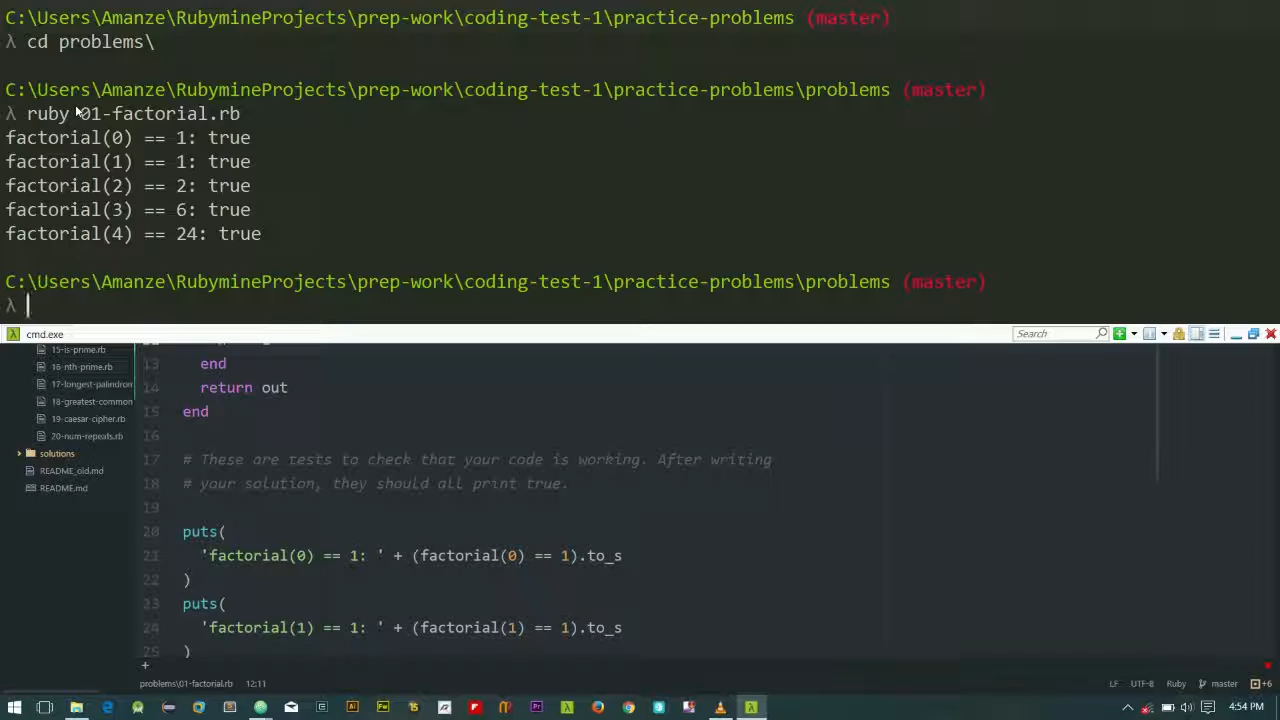 C:\Users\Amanze\RubymineProjects\prep-work\coding-test-1\practice-problems (master)
λ cd problems\
C:\Users\Amanze\RubymineProjects\prep-work\coding-test-1\practice-problems\problems (master)
λ ruby 01-factorial.rb
factorial(0) == 1: true
factorial(1) == 1: true
factorial(2) == 2: true
factorial(3) == 6: true
factorial(4) == 24: true
C:\Users\Amanze\RubymineProjects\prep-work\coding-test-1\practice-problems\problems (master)
λ
λ cmd.exe
Search
15-is-prime.rb
16-nth-prime.rb
17-longest-palindrom
18-greatest-common
19-caesar-cipher.rb
20-num-repeats.rb
solutions
README_old.md
README.md
13 end
14 return out
15 end
16
17 # These are tests to check that your code is working. After writing
18 # your solution, they should all print true.
19
20 puts(
21 'factorial(0) == 1: ' + (factorial(0) == 1).to_s
22 )
23 puts(
24 'factorial(1) == 1: ' + (factorial(1) == 1).to_s
25 )
+
problems\01-factorial.rb 12:11
LF UTF-8 Ruby master +6
4:54 PM